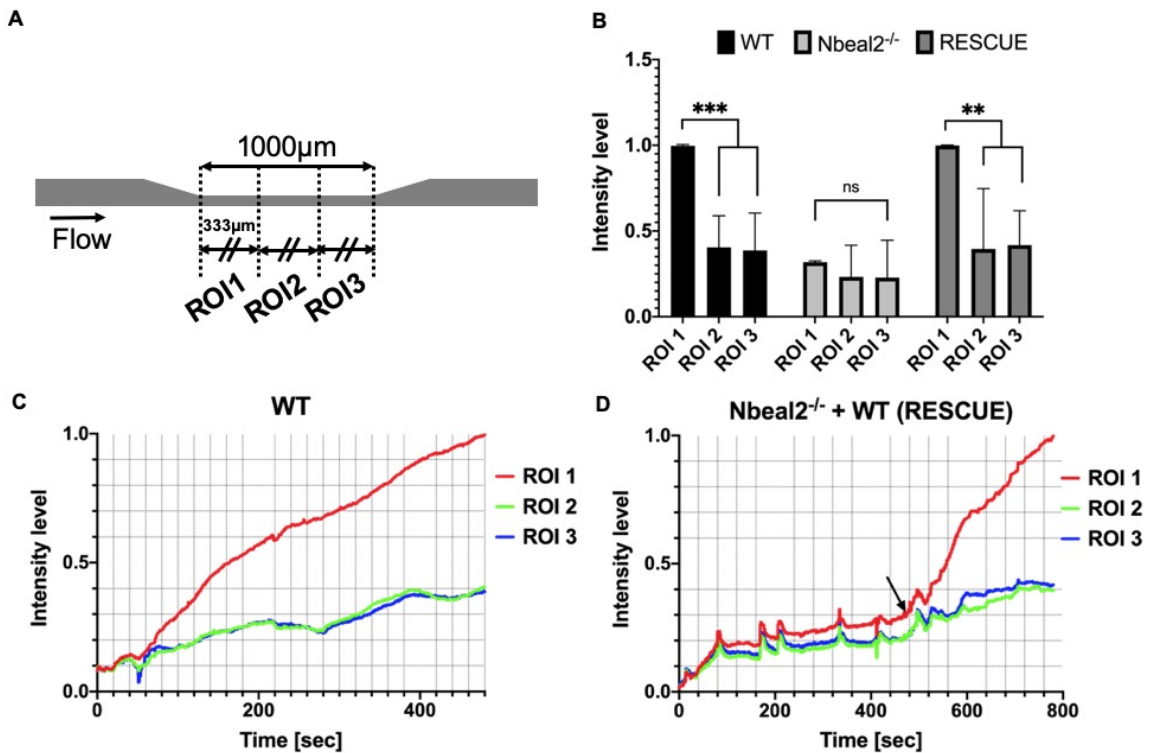 A
1000μm
333μm
Flow
ROI1
ROI2
ROI3
B
WT
Nbeal2-/-
RESCUE
Intensity level
1.5
1.0
0.5
0.0
***
ns
**
ROI 1
ROI 2
ROI 3
ROI 1
ROI 2
ROI 3
ROI 1
ROI 2
ROI 3
C
WT
Intensity level
1.0
0.5
0.0
0
200
400
Time [sec]
ROI 1
ROI 2
ROI 3
D
Nbeal2-/- + WT (RESCUE)
Intensity level
1.0
0.5
0.0
0
200
400
600
800
Time [sec]
ROI 1
ROI 2
ROI 3